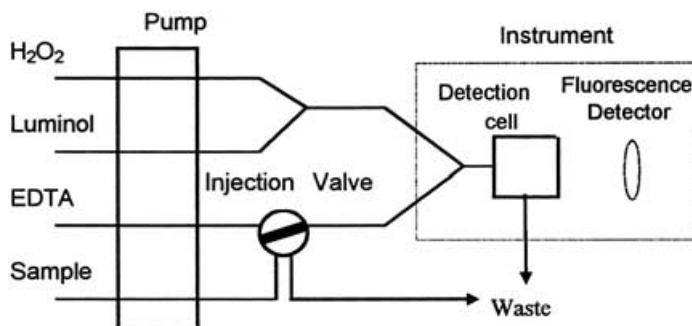 Pump
H₂O₂
Instrument
Luminol
Detection
cell
Fluorescence
Detector
Injection Valve
EDTA
Sample
Waste